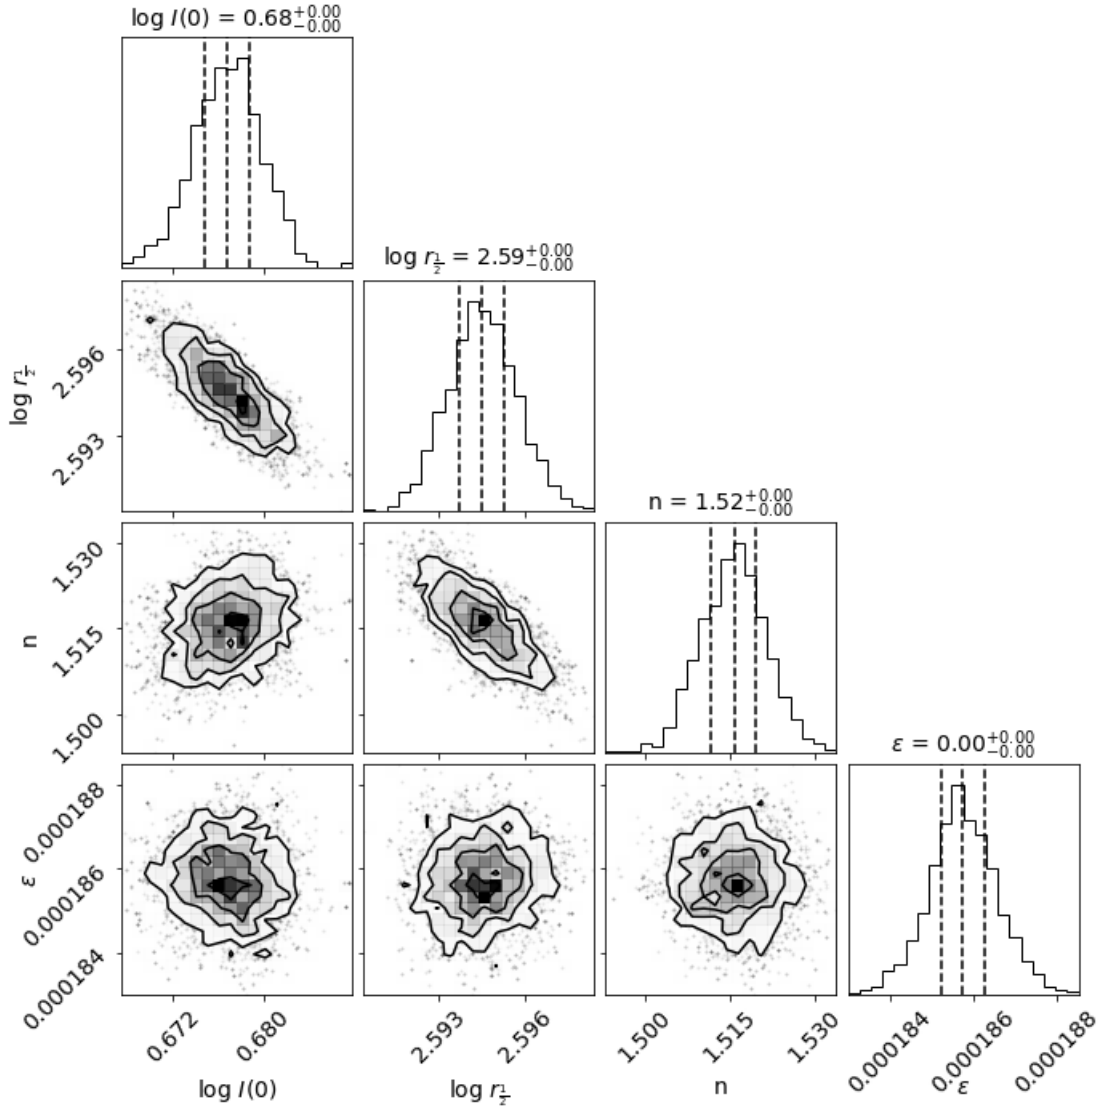 log I(0) = 0.68+0.00−0.00
log r1/2 = 2.59+0.00−0.00
log r1/2
2.596
2.593
n = 1.52+0.00−0.00
n
1.530
1.515
1.500
ε = 0.00+0.00−0.00
ε
0.000188
0.000186
0.000184
0.672
0.680
2.593
2.596
1.500
1.515
1.530
0.000184
0.000186
0.000188
log I(0)
log r1/2
n
ε